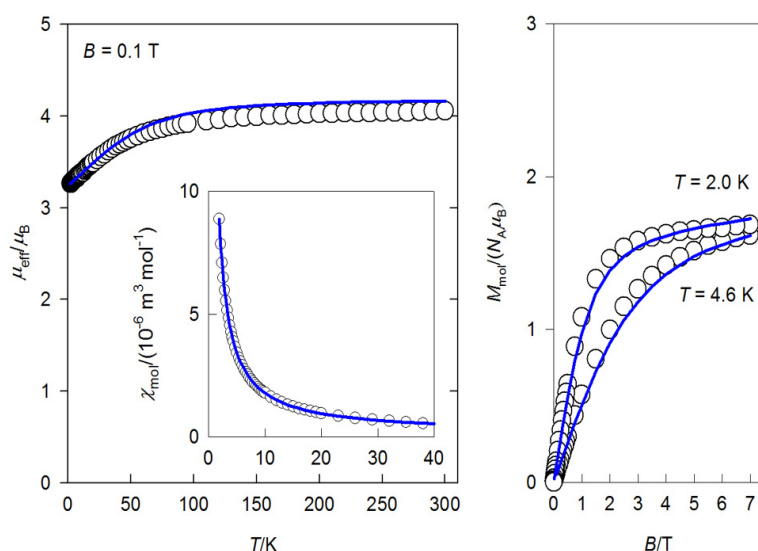 B = 0.1 T
5
4
3
2
1
0
μeff/μB
0 50 100 150 200 250 300
T/K
10
5
0
χmol/(10⁻⁶ m³ mol⁻¹)
0 10 20 30 40
3
2
1
0
Mmol/(NAμB)
T = 2.0 K
T = 4.6 K
0 1 2 3 4 5 6 7
B/T